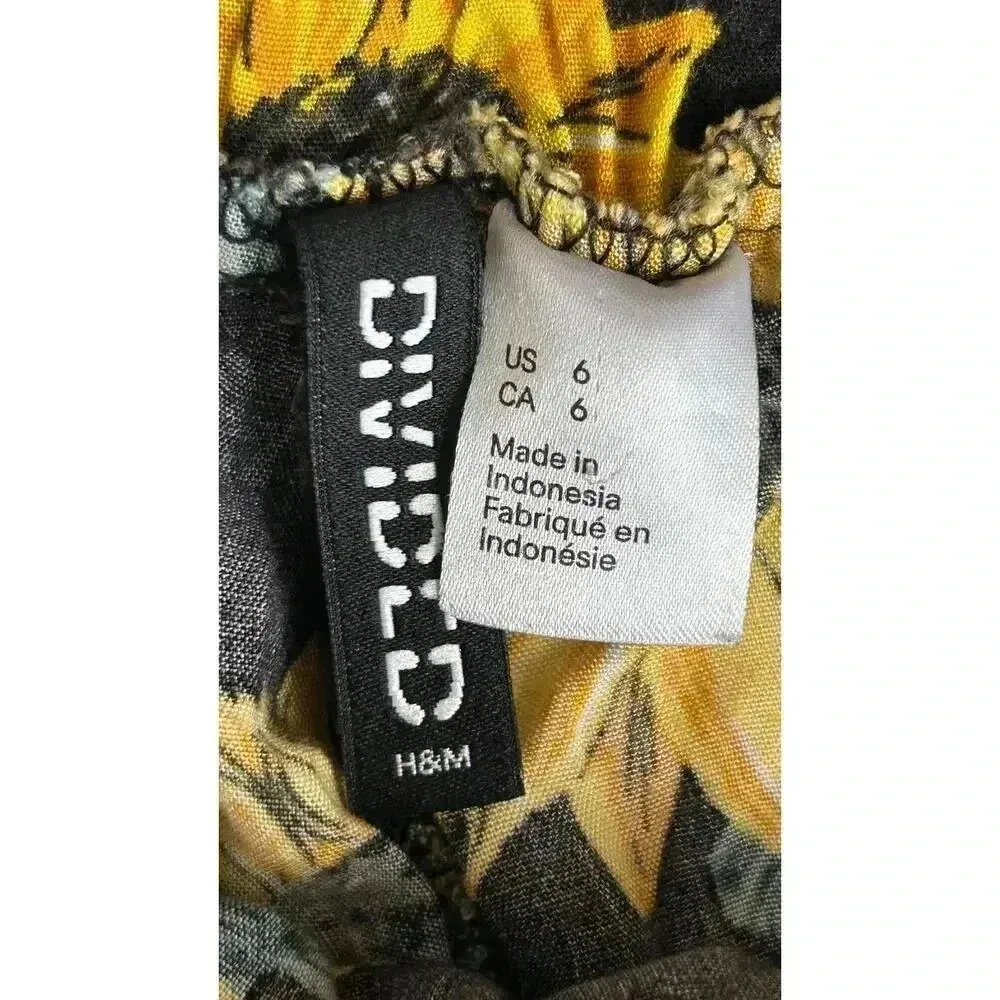 DIVIDED
H&M
US 6
CA 6
Made in
Indonesia
Fabriqué en
Indonésie